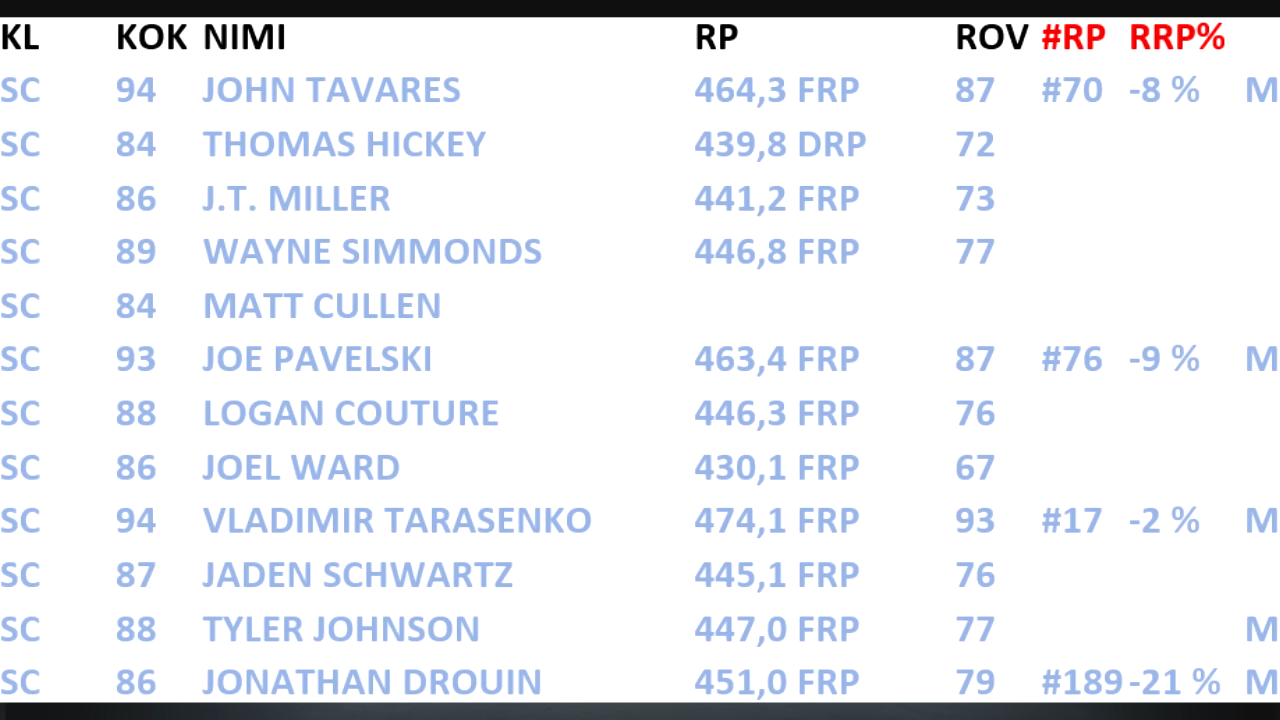 KL KOK NIMI RP ROV #RP RRP%
SC 94 JOHN TAVARES 464,3 FRP 87 #70 -8 % M
SC 84 THOMAS HICKEY 439,8 DRP 72
SC 86 J.T. MILLER 441,2 FRP 73
SC 89 WAYNE SIMMONDS 446,8 FRP 77
SC 84 MATT CULLEN
SC 93 JOE PAVELSKI 463,4 FRP 87 #76 -9 % M
SC 88 LOGAN COUTURE 446,3 FRP 76
SC 86 JOEL WARD 430,1 FRP 67
SC 94 VLADIMIR TARASENKO 474,1 FRP 93 #17 -2 % M
SC 87 JADEN SCHWARTZ 445,1 FRP 76
SC 88 TYLER JOHNSON 447,0 FRP 77 M
SC 86 JONATHAN DROUIN 451,0 FRP 79 #189 -21 % M